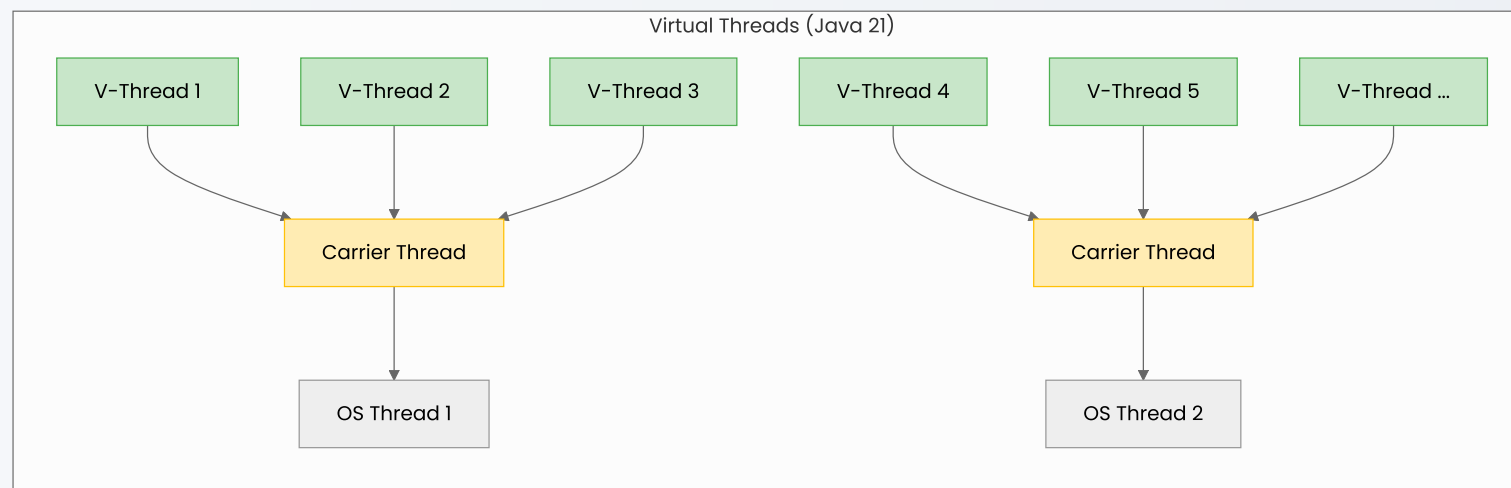 Virtual Threads (Java 21)
V-Thread 1
V-Thread 2
V-Thread 3
V-Thread 4
V-Thread 5
V-Thread ...
Carrier Thread
Carrier Thread
OS Thread 1
OS Thread 2